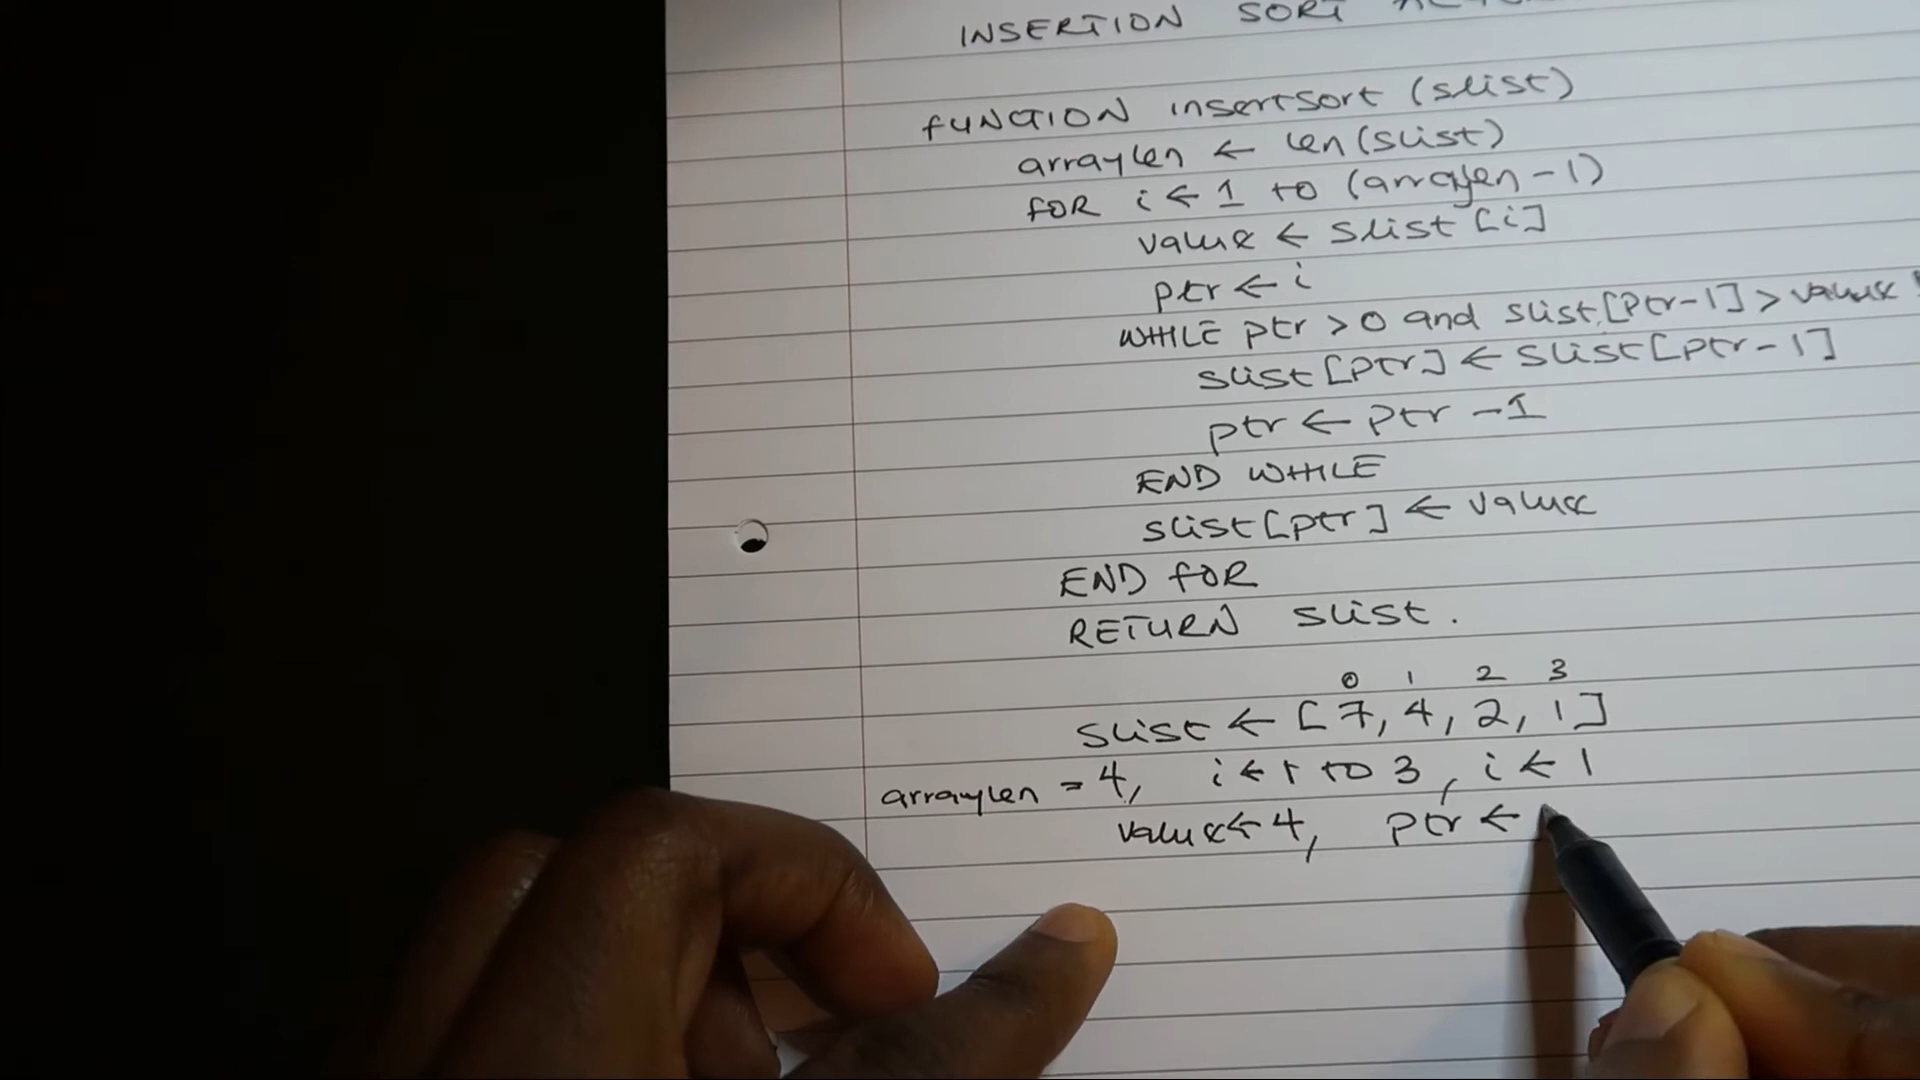 INSERTION SORT
FUNCTION insertsort (slist)
arraylen ← len(slist)
FOR i ← 1 to (arraylen - 1)
value ← slist [i]
ptr ← i
WHILE ptr > 0 and slist[ptr-1] > value
slist[ptr] ← slist[ptr-1]
ptr ← ptr - 1
END WHILE
slist[ptr] ← value
END FOR
RETURN slist.
0 1 2 3
slist ← [7, 4, 2, 1]
arraylen = 4, i ← 1 to 3, i ← 1
value ← 4, ptr ←